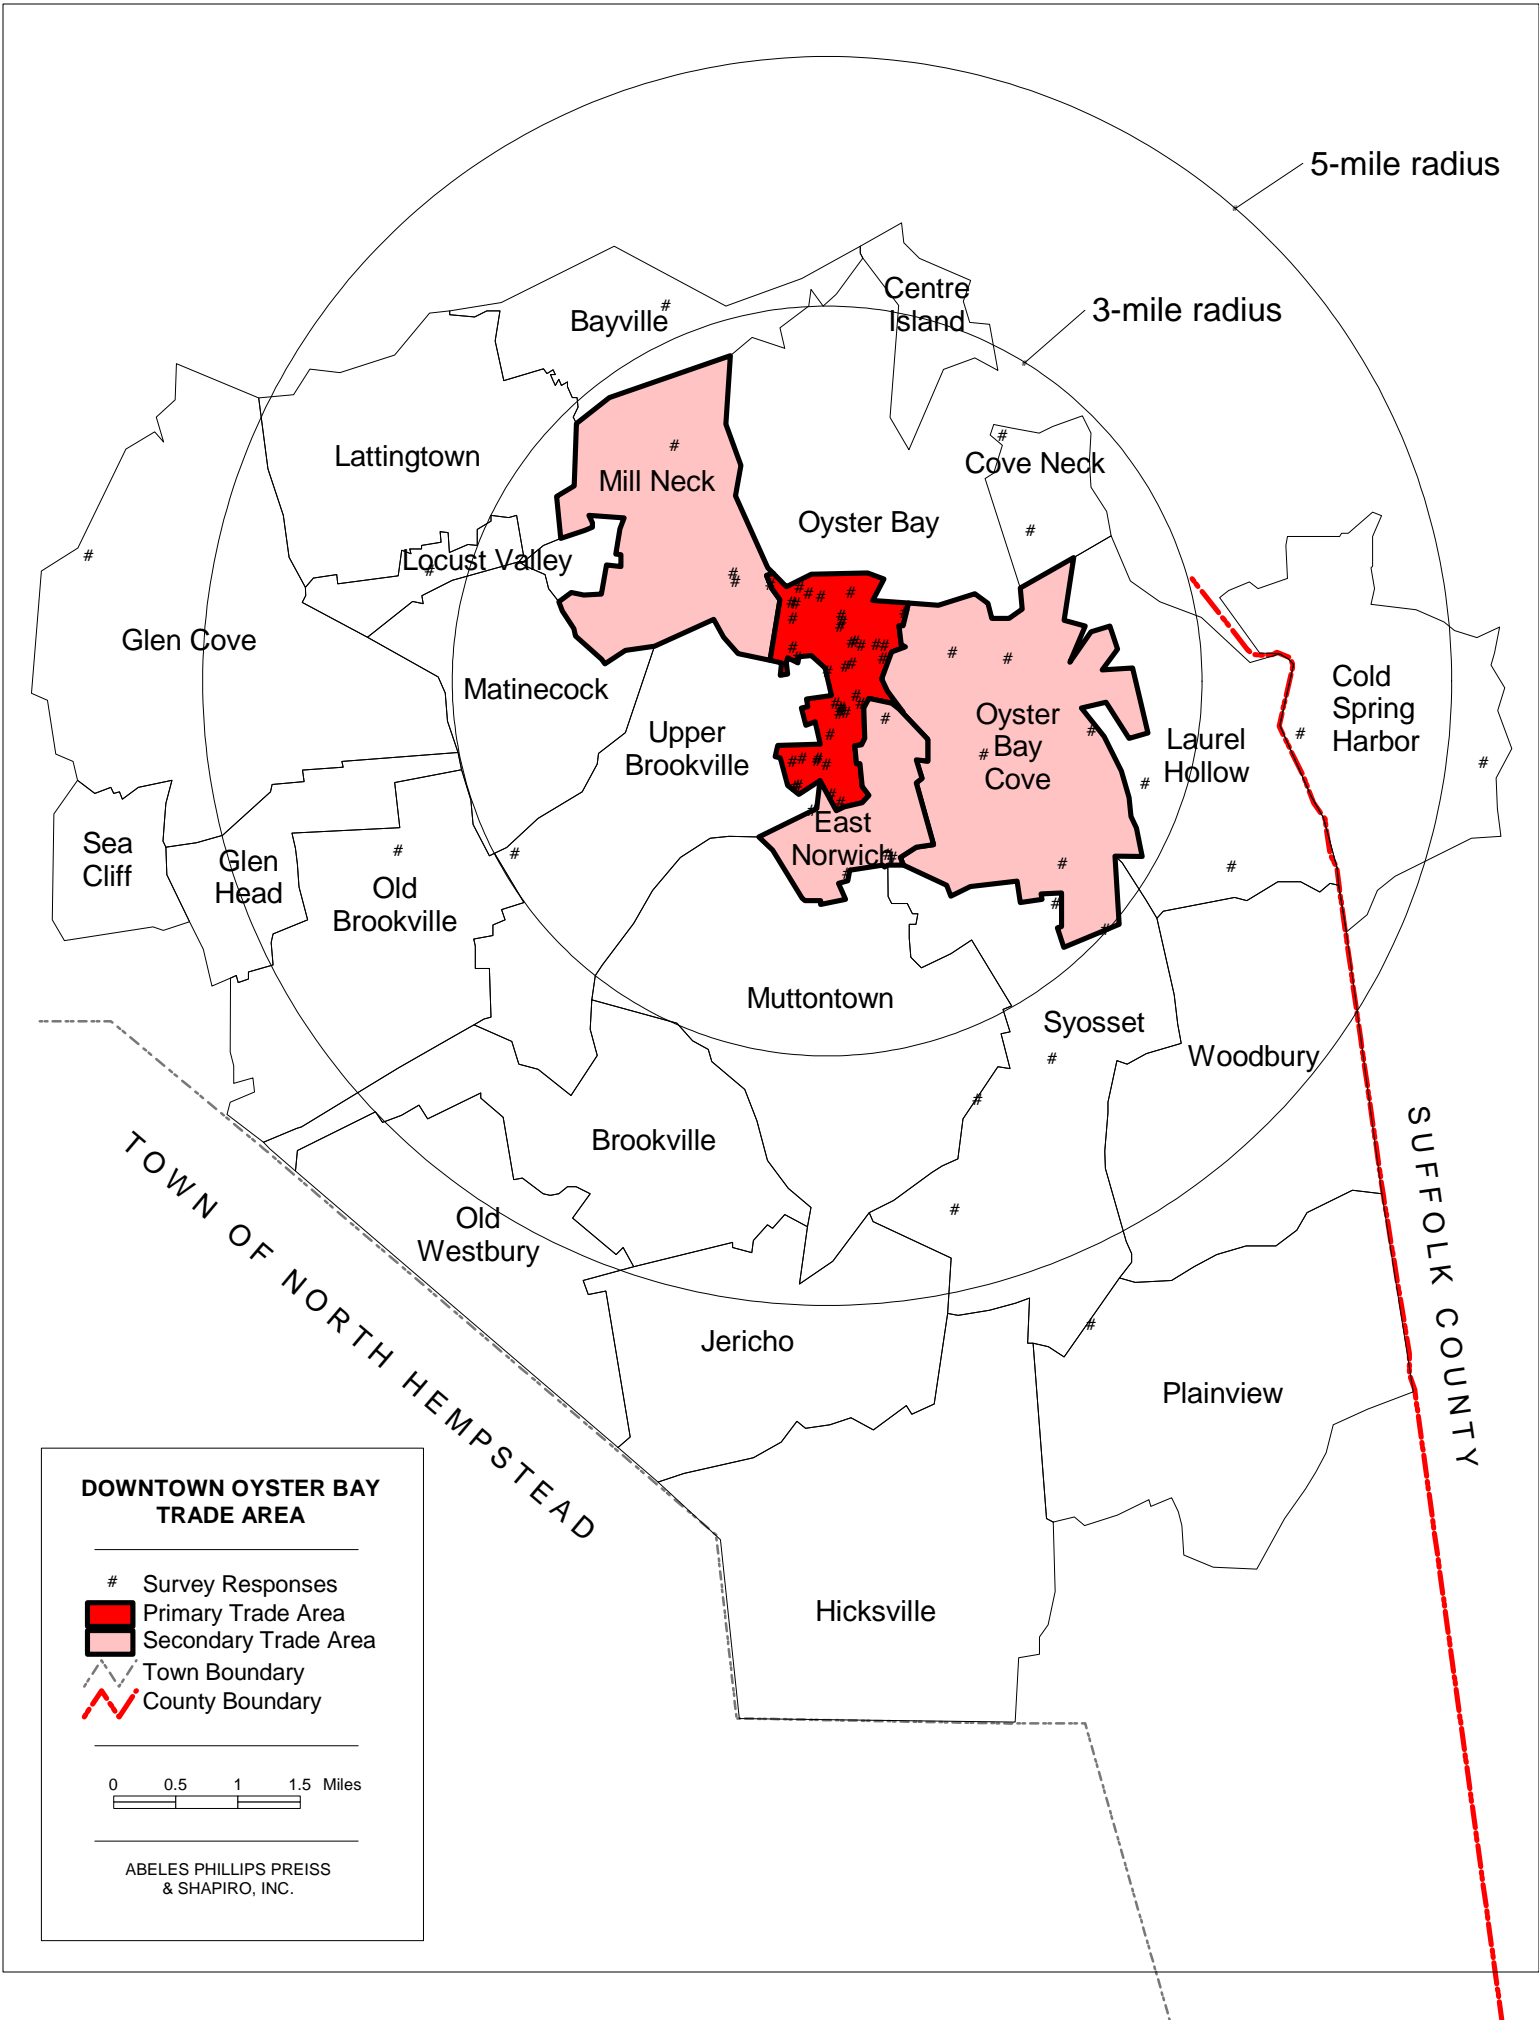 5-mile radius
Centre
Island
3-mile radius
Bayville
Lattingtown
Mill Neck
Cove Neck
Oyster Bay
Locust Valley
Glen Cove
Matinecock
Upper
Brookville
Oyster
Bay
Cove
Laurel
Hollow
Cold
Spring
Harbor
East
Norwich
Sea
Cliff
Glen
Head
Old
Brookville
Muttontown
Syosset
Woodbury
Brookville
Old
Westbury
TOWN OF NORTH HEMPSTEAD
SUFFOLK COUNTY
Jericho
Plainview
Hicksville
DOWNTOWN OYSTER BAY
TRADE AREA
# Survey Responses
Primary Trade Area
Secondary Trade Area
Town Boundary
County Boundary
0 0.5 1 1.5 Miles
ABELES PHILLIPS PREISS
& SHAPIRO, INC.